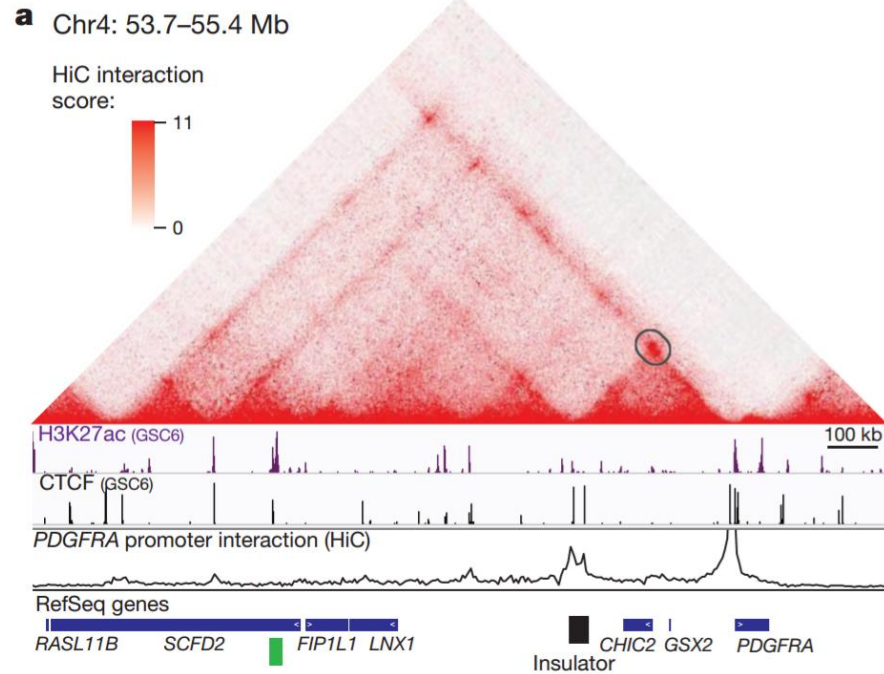 a Chr4: 53.7–55.4 Mb
HiC interaction
score:
11
0
H3K27ac (GSC6)
100 kb
CTCF (GSC6)
PDGFRA promoter interaction (HiC)
RefSeq genes
RASL11B SCFD2 FIP1L1 LNX1 CHIC2 GSX2 PDGFRA
Insulator